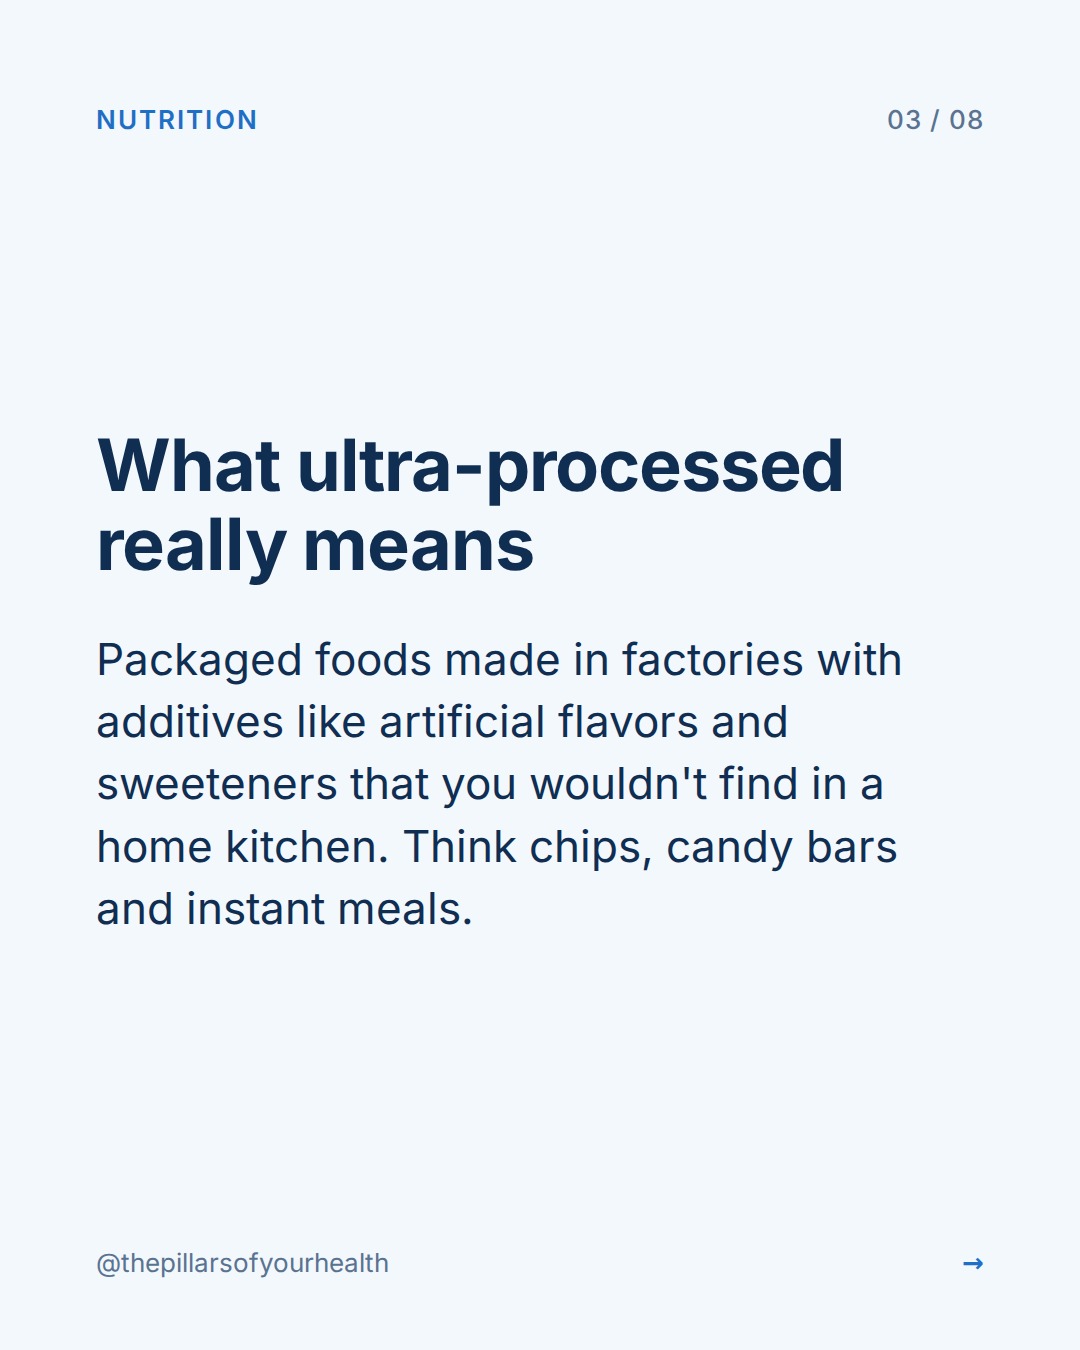 NUTRITION
03 / 08
What ultra-processed
really means
Packaged foods made in factories with
additives like artificial flavors and
sweeteners that you wouldn't find in a
home kitchen. Think chips, candy bars
and instant meals.
@thepillarsofyourhealth
→